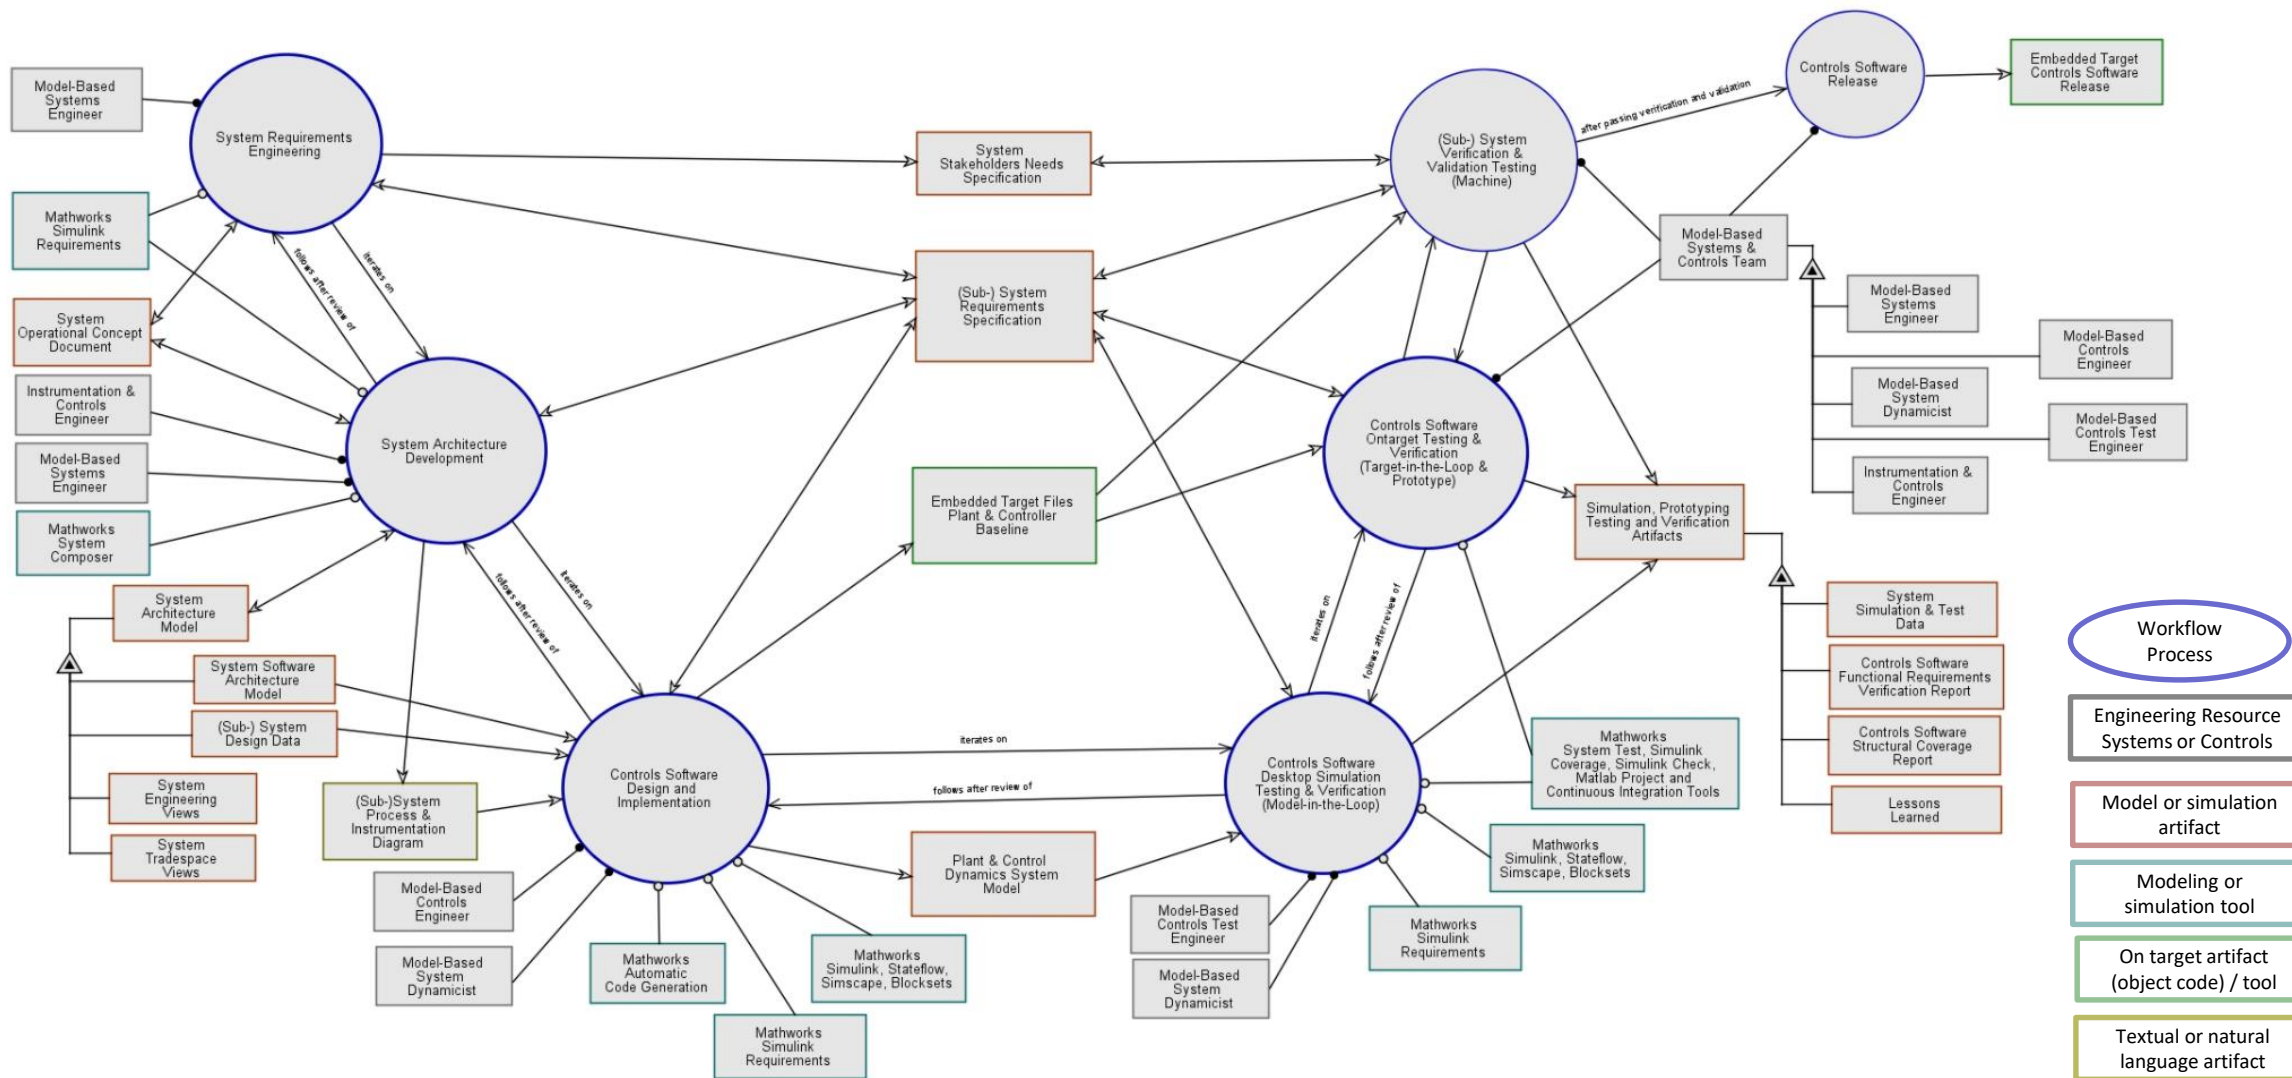 Model-Based
Systems
Engineer
System Requirements
Engineering
Mathworks
Simulink
Requirements
System
Operational Concept
Document
Instrumentation &
Controls
Engineer
Model-Based
Systems
Engineer
Mathworks
System
Composer
follows after review of
iterates on
System Architecture
Development
System
Architecture
Model
System Software
Architecture
Model
(Sub-) System
Design Data
System
Engineering
Views
System
Tradespace
Views
(Sub-)System
Process &
Instrumentation
Diagram
follows after review of
iterates on
Controls Software
Design and
Implementation
Model-Based
Controls
Engineer
Model-Based
System
Dynamicist
Mathworks
Automatic
Code Generation
Mathworks
Simulink
Requirements
Mathworks
Simulink, Stateflow,
Simscape, Blocksets
System
Stakeholders Needs
Specification
(Sub-) System
Requirements
Specification
Embedded Target Files
Plant & Controller
Baseline
iterates on
follows after review of
Plant & Control
Dynamics System
Model
(Sub-) System
Verification &
Validation Testing
(Machine)
after passing verification and validation
Controls Software
Release
Embedded Target
Controls Software
Release
Model-Based
Systems &
Controls Team
Model-Based
Systems
Engineer
Model-Based
Controls
Engineer
Model-Based
System
Dynamicist
Model-Based
Controls Test
Engineer
Instrumentation &
Controls
Engineer
Controls Software
Ontarget Testing &
Verification
(Target-in-the-Loop &
Prototype)
Simulation, Prototyping
Testing and Verification
Artifacts
System
Simulation & Test
Data
Controls Software
Functional Requirements
Verification Report
Controls Software
Structural Coverage
Report
Lessons
Learned
iterates on
follows after review of
Controls Software
Desktop Simulation
Testing & Verification
(Model-in-the-Loop)
Mathworks
System Test, Simulink
Coverage, Simulink Check,
Matlab Project and
Continuous Integration Tools
Mathworks
Simulink, Stateflow,
Simscape, Blocksets
Mathworks
Simulink
Requirements
Model-Based
Controls Test
Engineer
Model-Based
System
Dynamicist
Workflow
Process
Engineering Resource
Systems or Controls
Model or simulation
artifact
Modeling or
simulation tool
On target artifact
(object code) / tool
Textual or natural
language artifact